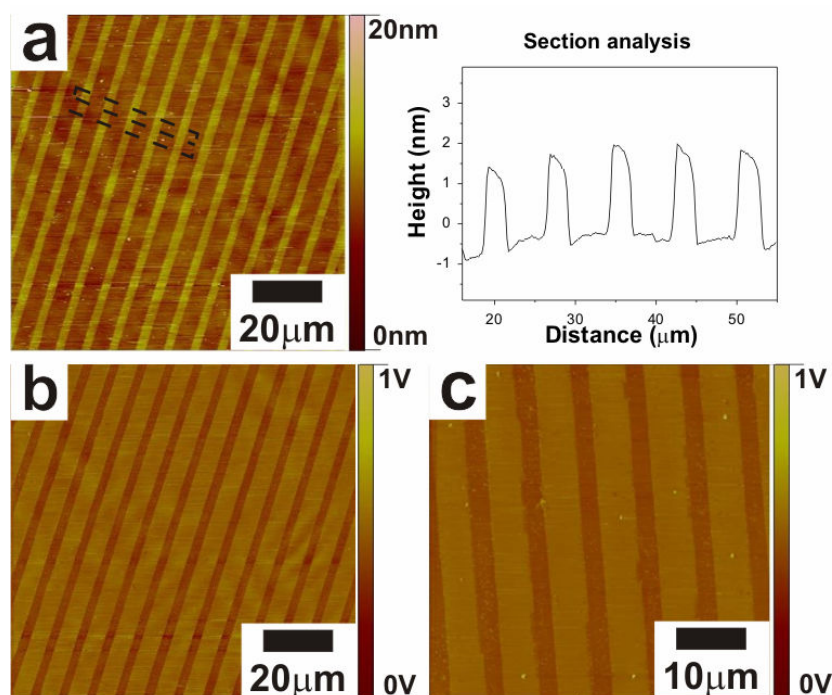 a
20nm
0nm
20μm
Section analysis
Height (nm)
3
2
1
0
-1
20
30
40
50
Distance (μm)
b
1V
0V
20μm
c
1V
0V
10μm